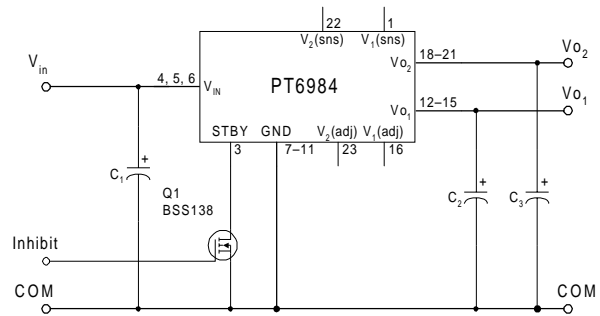 22 1
V2(sns) V1(sns)
Vin
4, 5, 6
VIN
PT6984
Vo2
18–21
Vo2
Vo1
12–15
Vo1
STBY GND V2(adj) V1(adj)
3 7–11 23 16
+
C1
Q1
BSS138
+
C2
+
C3
Inhibit
COM
COM